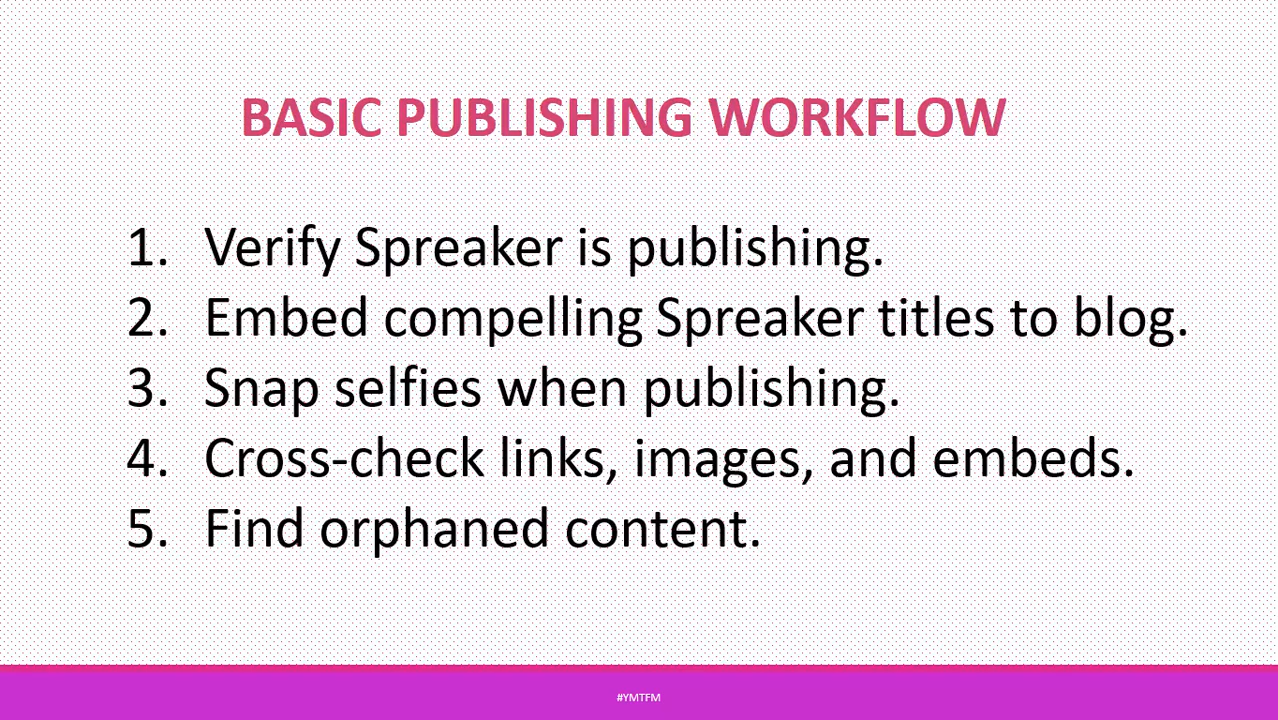 BASIC PUBLISHING WORKFLOW
1. Verify Spreaker is publishing.
2. Embed compelling Spreaker titles to blog.
3. Snap selfies when publishing.
4. Cross-check links, images, and embeds.
5. Find orphaned content.
#YMTFM